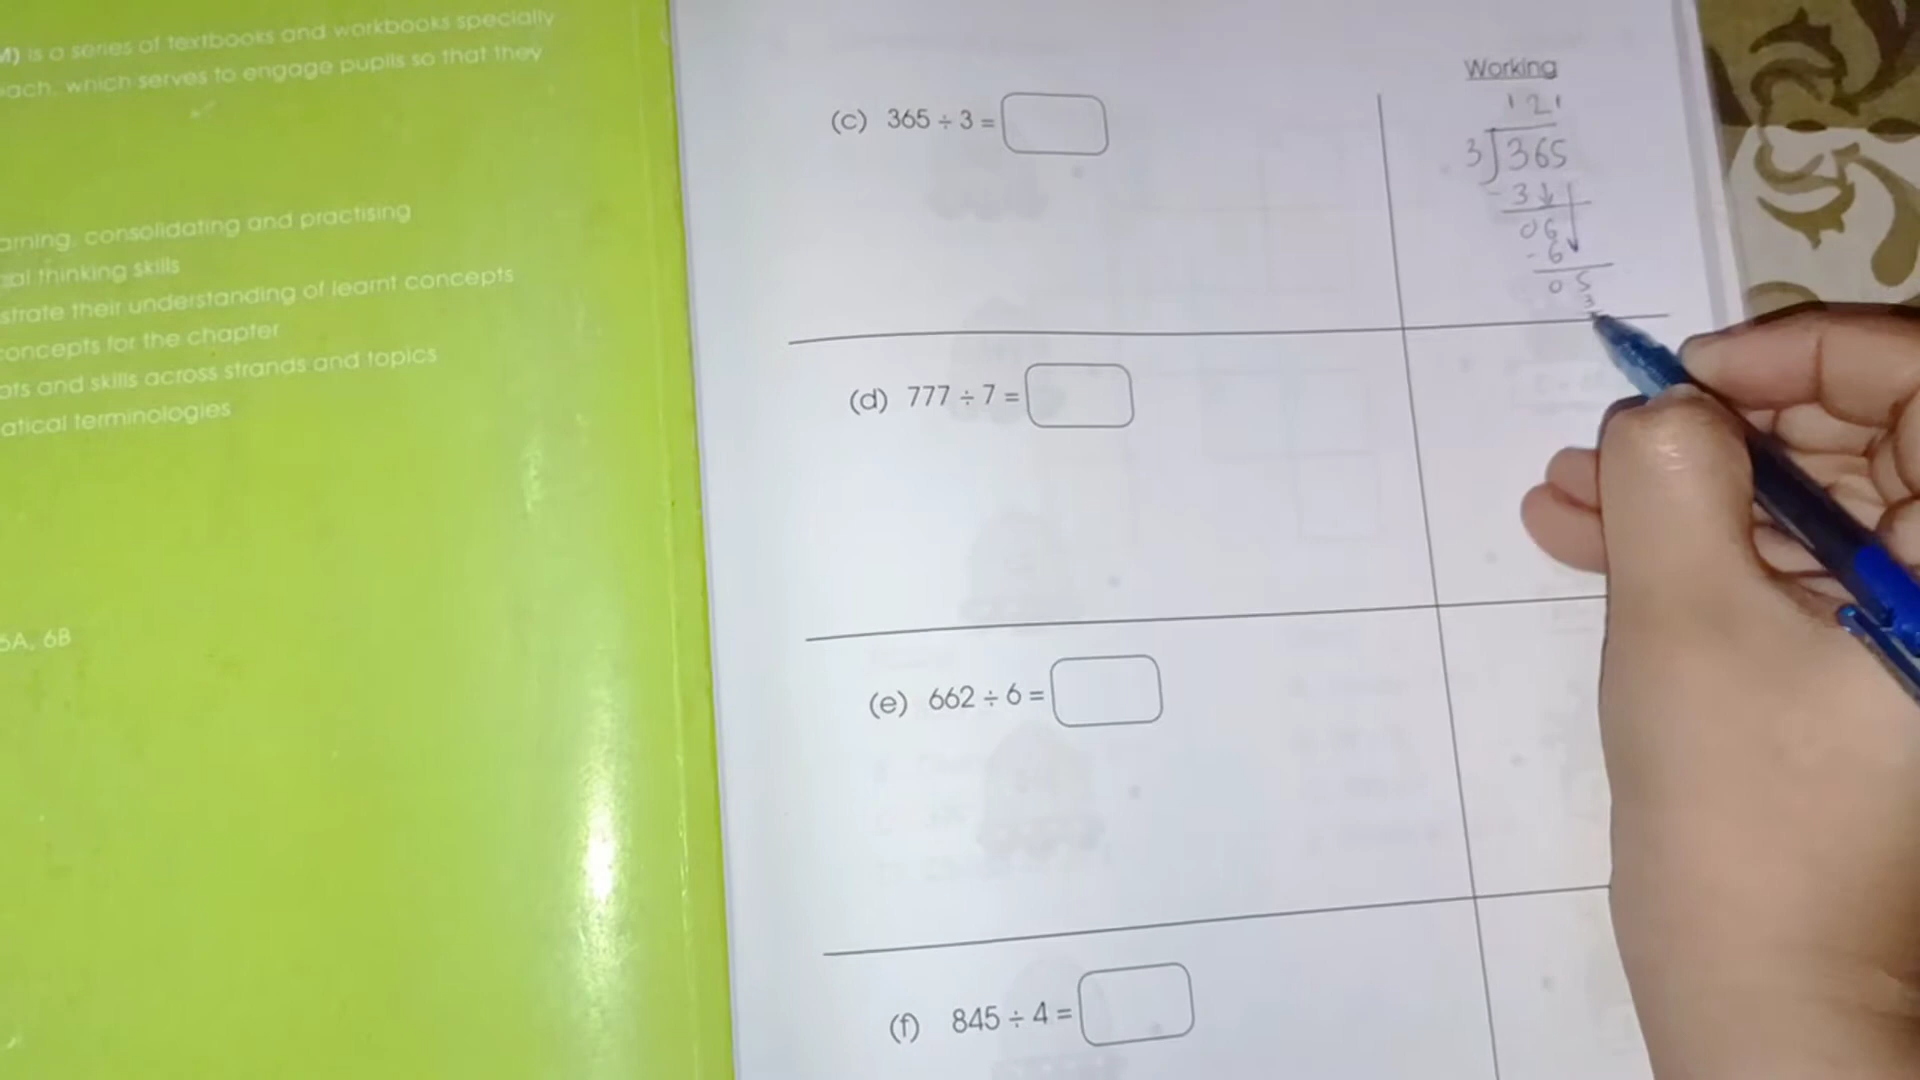 M) is a series of textbooks and workbooks specially
ach, which serves to engage pupils so that they
arning, consolidating and practising
thinking skills
strate their understanding of learnt concepts
concepts for the chapter
pts and skills across strands and topics
atical terminologies
5A, 6B
Working
(c) 365 ÷ 3 =
121
3 365
- 3
06
- 6
05
3
(d) 777 ÷ 7 =
(e) 662 ÷ 6 =
(f) 845 ÷ 4 =